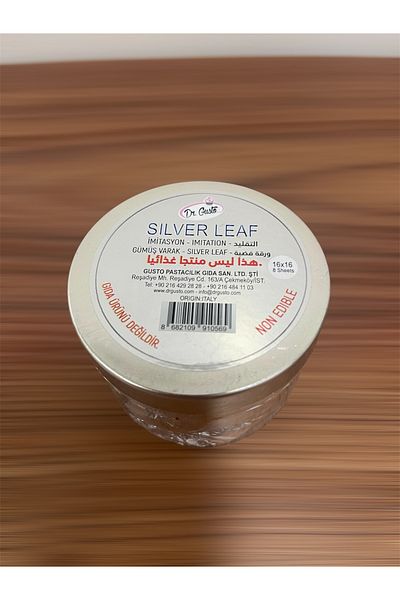 Dr. Gusto
SILVER LEAF
İMİTASYON - IMITATION - التقليد
GÜMÜŞ VARAK - SILVER LEAF - ورقة فضية
هذا ليس منتجا غذائيا.
16x16
8 Sheets
GUSTO PASTACILIK GIDA SAN. LTD. ŞTİ
Reşadiye Mh. Reşadiye Cd. 163/A Çekmeköy/İST.
Tel: +90 216 429 28 28 - +90 216 484 11 03
www.drgusto.com - info@drgusto.com
ORIGIN:ITALY
8 682109 910569
GIDA ÜRÜNÜ DEĞİLDİR.
NON EDIBLE